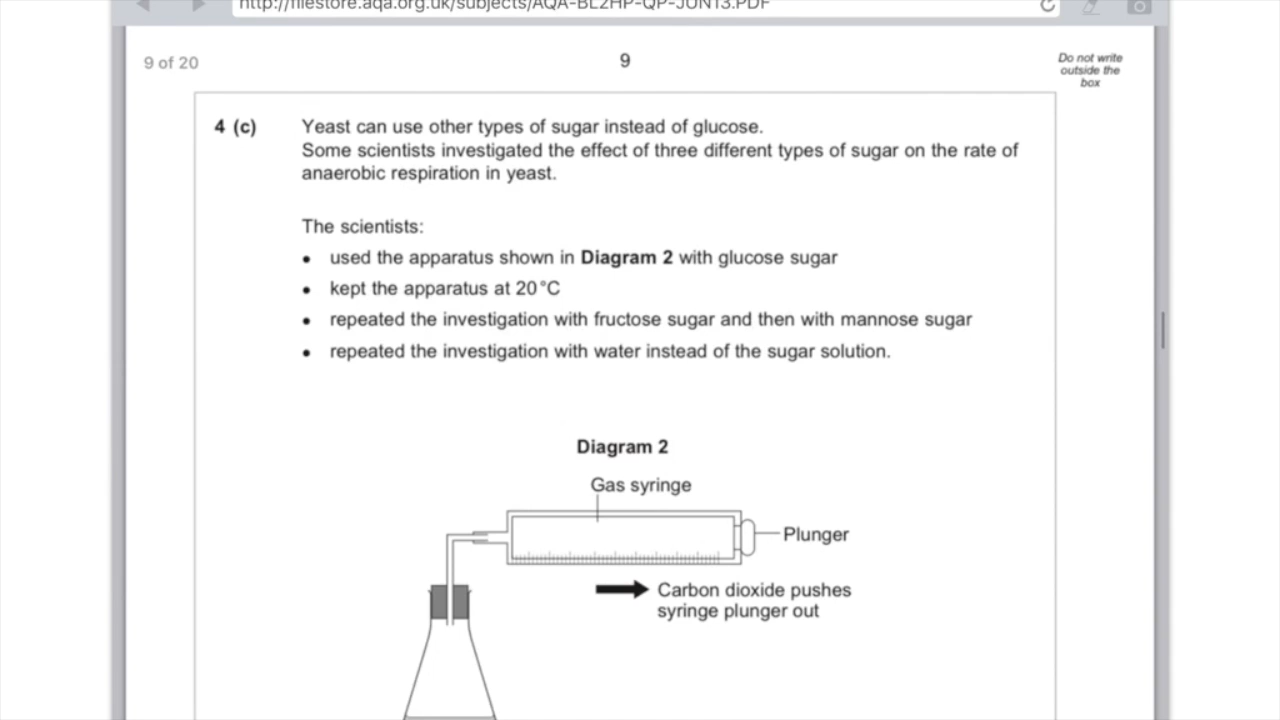 http://filestore.aqa.org.uk/subjects/AQA-BL2HP-QP-JUN13.PDF
9 of 20
9
Do not write
outside the
box
4 (c) Yeast can use other types of sugar instead of glucose.
Some scientists investigated the effect of three different types of sugar on the rate of
anaerobic respiration in yeast.
The scientists:
• used the apparatus shown in Diagram 2 with glucose sugar
• kept the apparatus at 20 °C
• repeated the investigation with fructose sugar and then with mannose sugar
• repeated the investigation with water instead of the sugar solution.
Diagram 2
Gas syringe
Plunger
Carbon dioxide pushes
syringe plunger out